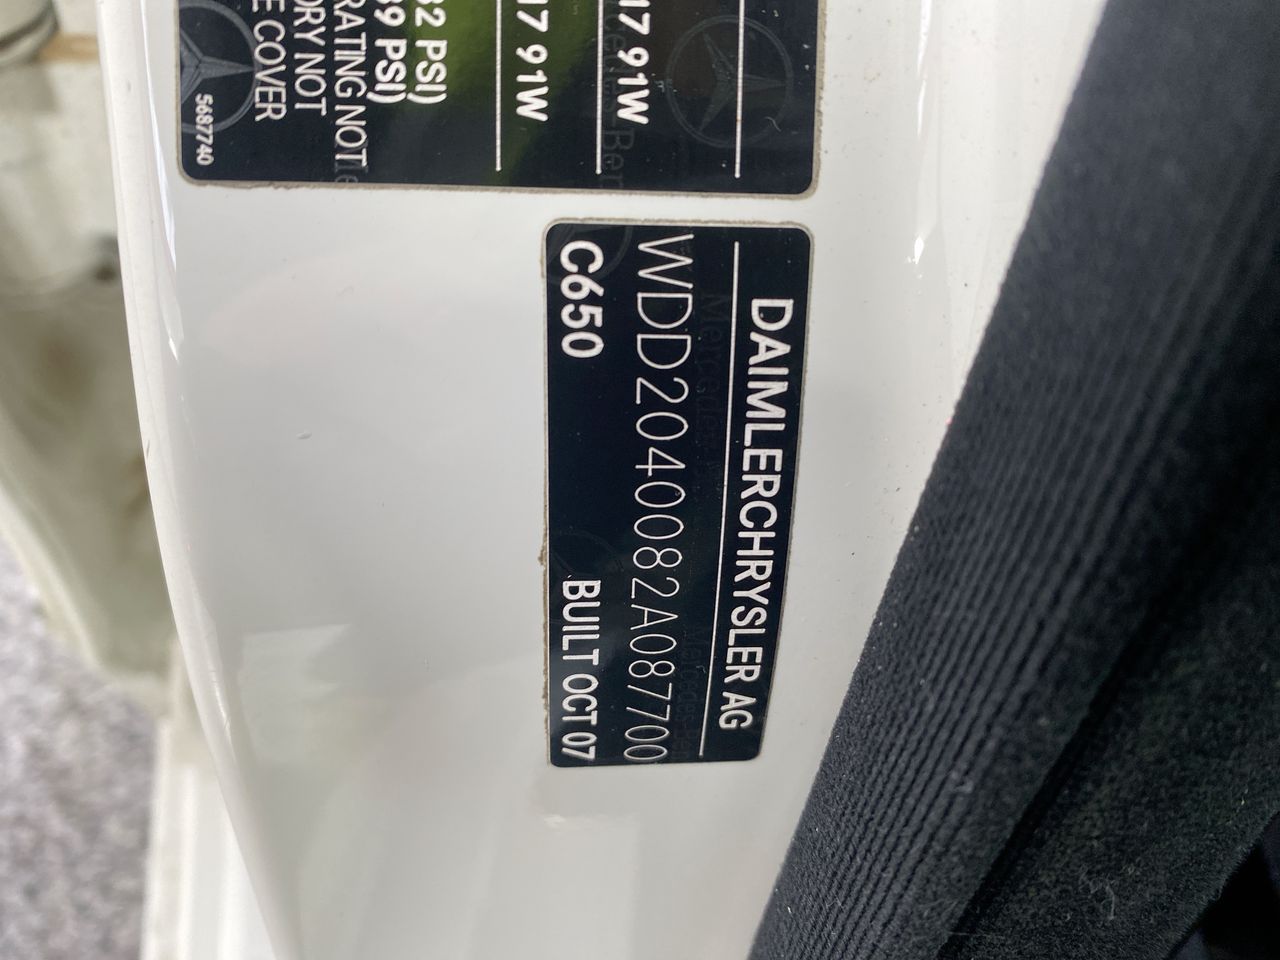 17 91W
17 91W
32 PSI)
39 PSI)
RATING NOT
DRY NOT
E COVER
5687740
DAIMLERCHRYSLER AG
WDD2040082A087700
C650 BUILT OCT 07